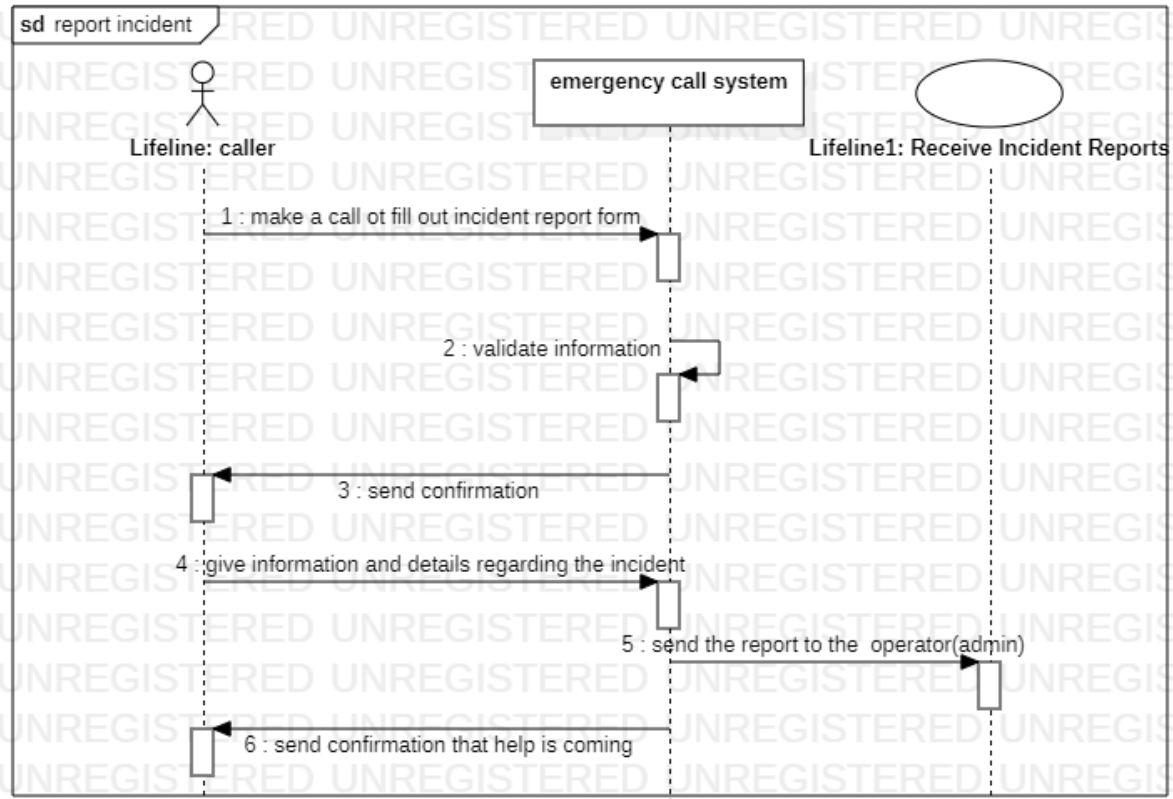 sd report incident
emergency call system
Lifeline: caller
Lifeline1: Receive Incident Reports
1 : make a call ot fill out incident report form
2 : validate information
3 : send confirmation
4 : give information and details regarding the incident
5 : send the report to the  operator(admin)
6 : send confirmation that help is coming
UNREGISTERED